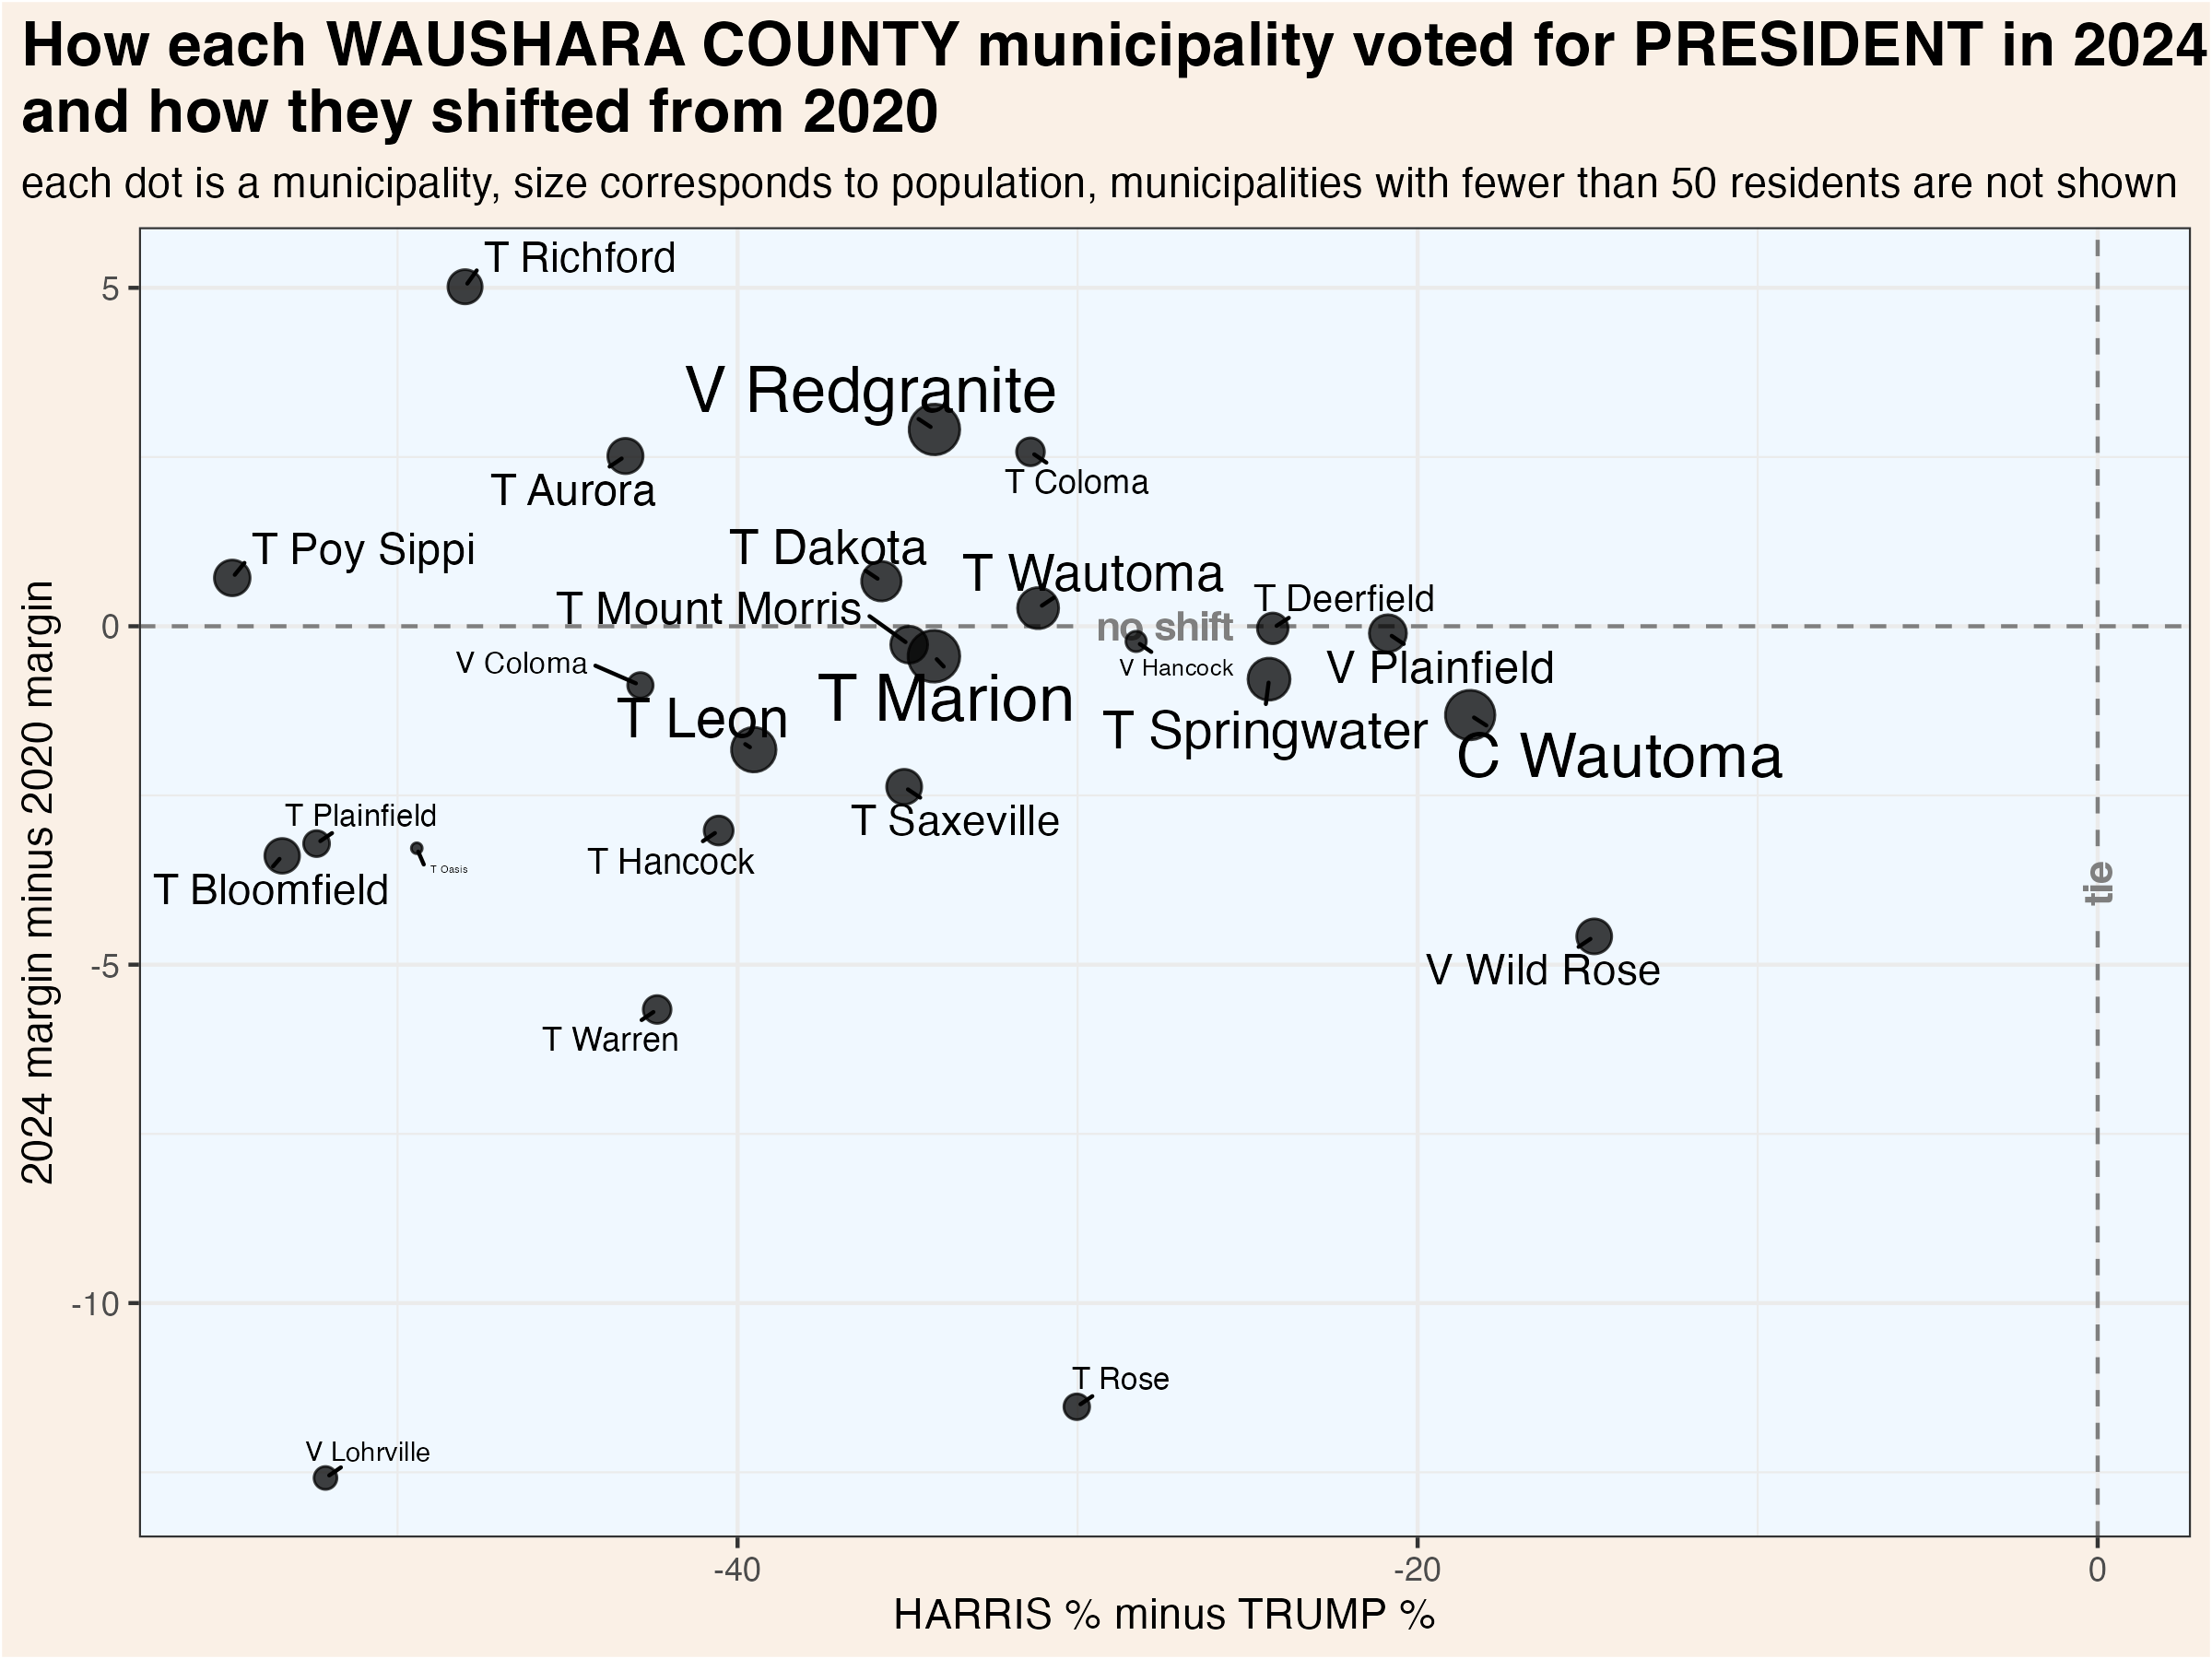 How each WAUSHARA COUNTY municipality voted for PRESIDENT in 2024
and how they shifted from 2020
each dot is a municipality, size corresponds to population, municipalities with fewer than 50 residents are not shown
2024 margin minus 2020 margin
5
0
-5
-10
T Richford
V Redgranite
T Aurora
T Coloma
T Poy Sippi
T Dakota
T Wautoma
T Mount Morris
T Deerfield
no shift
V Coloma
V Hancock
V Plainfield
T Leon
T Marion
T Springwater
C Wautoma
T Plainfield
T Saxeville
T Hancock
T Oasis
T Bloomfield
tie
V Wild Rose
T Warren
T Rose
V Lohrville
-40
-20
0
HARRIS % minus TRUMP %